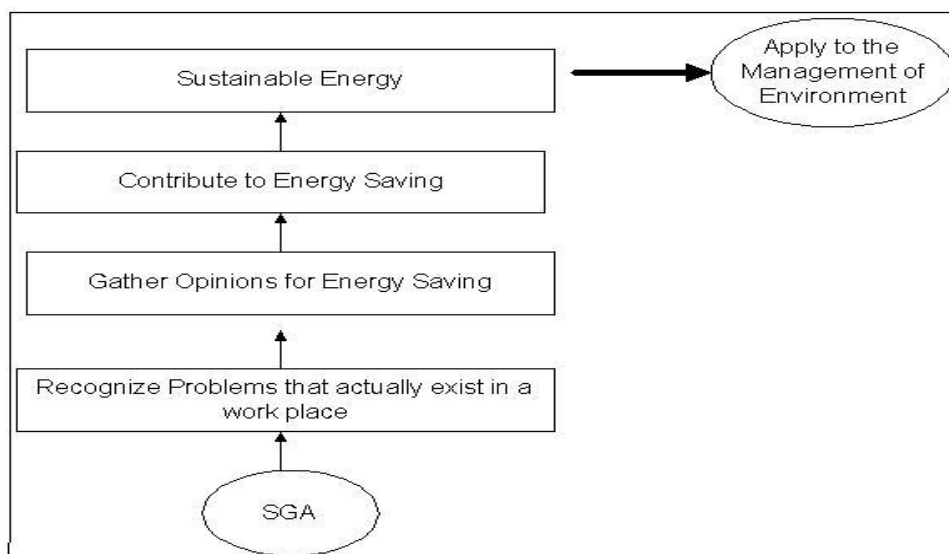 Sustainable Energy
Apply to the
Management of
Environment
Contribute to Energy Saving
Gather Opinions for Energy Saving
Recognize Problems that actually exist in a
work place
SGA